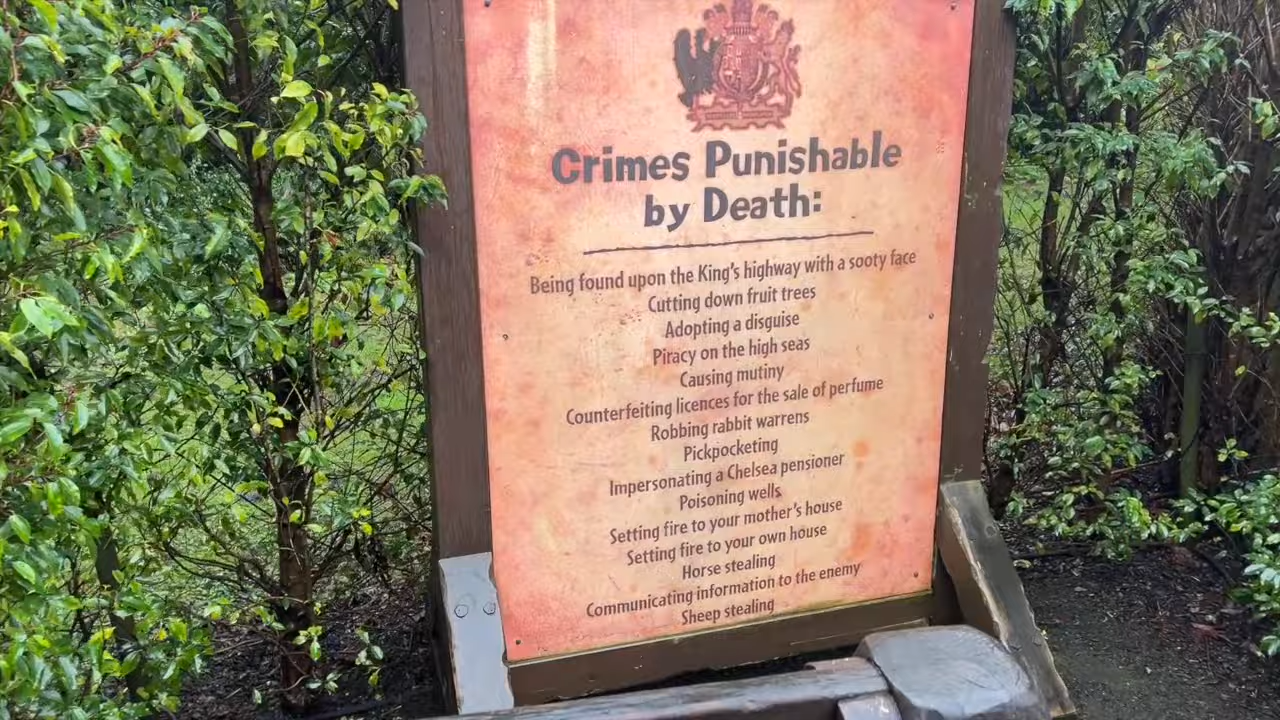 Crimes Punishable
by Death:
Being found upon the King's highway with a sooty face
Cutting down fruit trees
Adopting a disguise
Piracy on the high seas
Causing mutiny
Counterfeiting licences for the sale of perfume
Robbing rabbit warrens
Pickpocketing
Impersonating a Chelsea pensioner
Poisoning wells
Setting fire to your mother's house
Setting fire to your own house
Horse stealing
Communicating information to the enemy
Sheep stealing